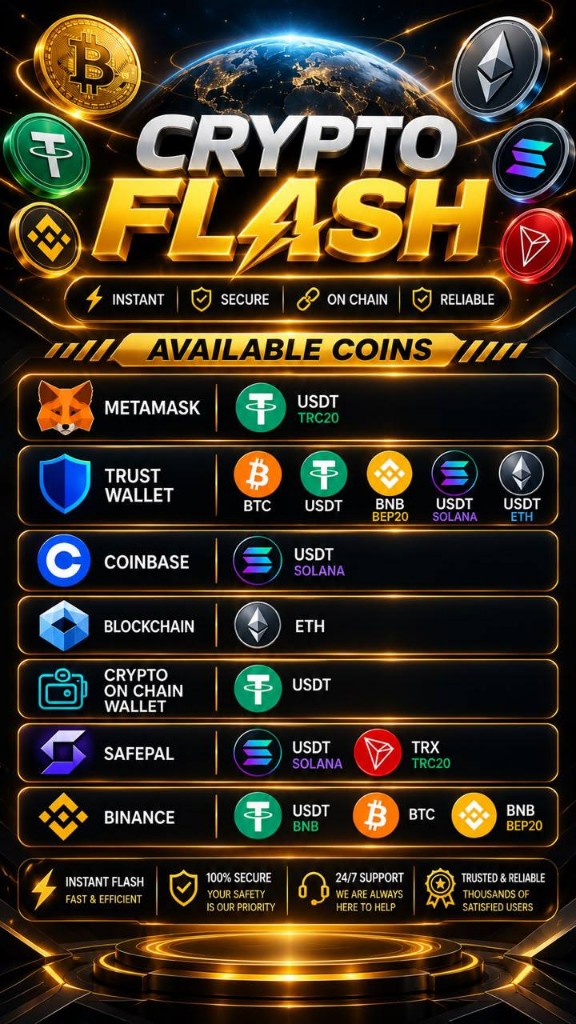 CRYPTO
FLASH
INSTANT
SECURE
ON CHAIN
RELIABLE
AVAILABLE COINS
METAMASK
USDT
TRC20
TRUST
WALLET
BTC
USDT
BNB
BEP20
USDT
SOLANA
USDT
ETH
COINBASE
USDT
SOLANA
BLOCKCHAIN
ETH
CRYPTO
ON CHAIN
WALLET
USDT
SAFEPAL
USDT
SOLANA
TRX
TRC20
BINANCE
USDT
BNB
BTC
BNB
BEP20
INSTANT FLASH
FAST & EFFICIENT
100% SECURE
YOUR SAFETY
IS OUR PRIORITY
24/7 SUPPORT
WE ARE ALWAYS
HERE TO HELP
TRUSTED & RELIABLE
THOUSANDS OF
SATISFIED USERS